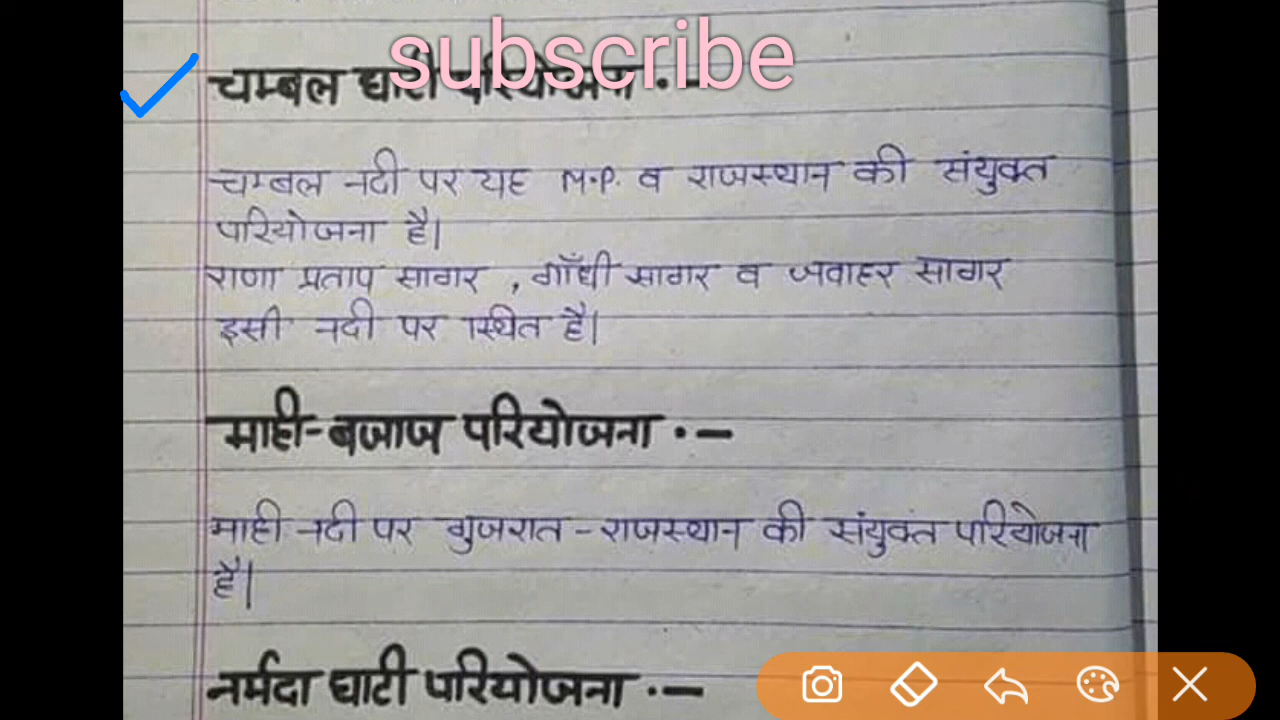 subscribe
चम्बल घाटी परियोजना :-
चम्बल नदी पर यह M.P. व राजस्थान की संयुक्त
परियोजना है।
राणा प्रताप सागर , गाँधी सागर व जवाहर सागर
इसी नदी पर स्थित है।
माही-बजाज परियोजना :-
माही नदी पर गुजरात - राजस्थान की संयुक्त परियोजना
है।
नर्मदा घाटी परियोजना :-